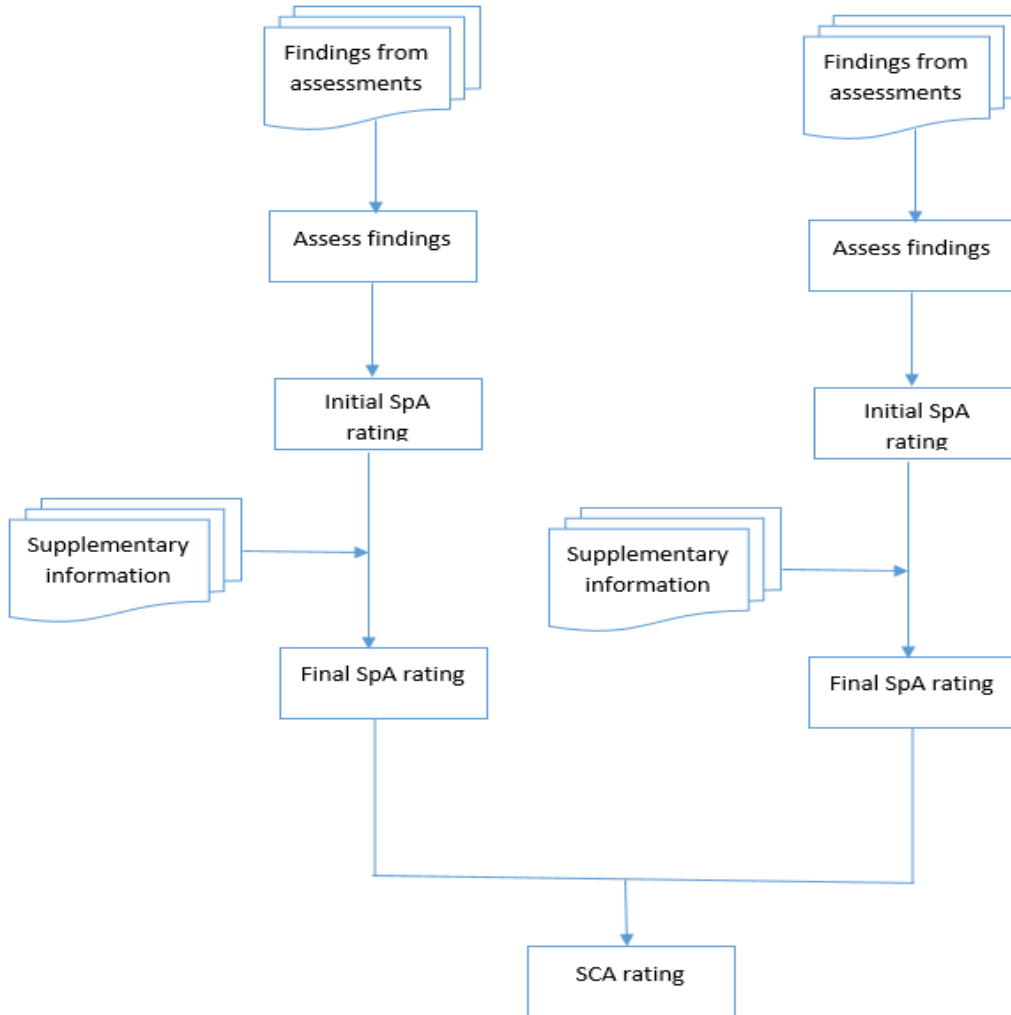 Findings from
assessments
Assess findings
Initial SpA
rating
Supplementary
information
Final SpA rating
Findings from
assessments
Assess findings
Initial SpA
rating
Supplementary
information
Final SpA rating
SCA rating